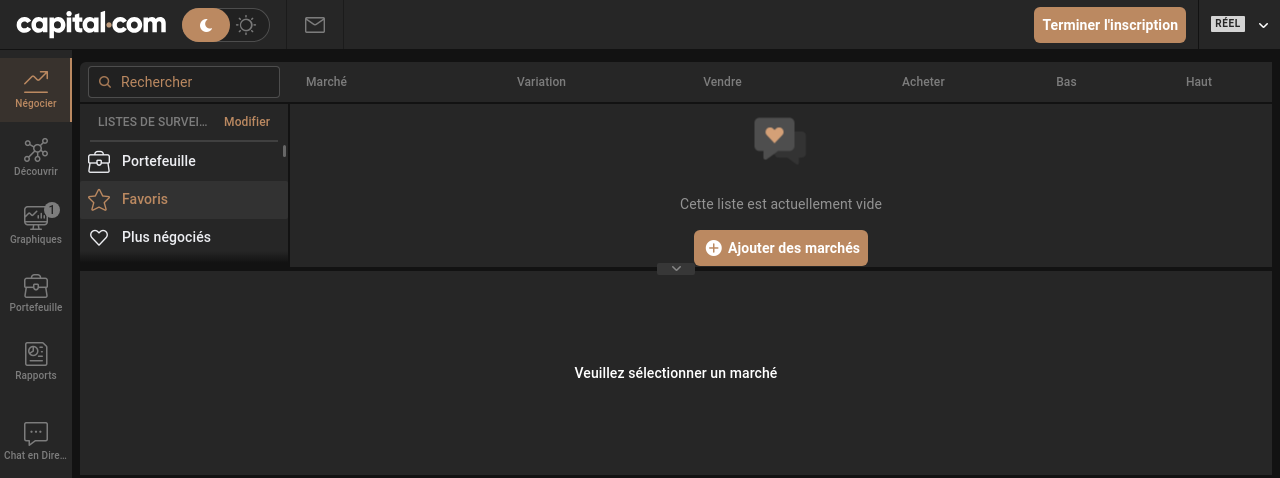 capital.com
Terminer l'inscription
RÉEL
Négocier
Découvrir
1
Graphiques
Portefeuille
Rapports
Chat en Dire...
Rechercher
LISTES DE SURVEI...
Modifier
Portefeuille
Favoris
Plus négociés
Marché Variation Vendre Acheter Bas Haut
Cette liste est actuellement vide
Ajouter des marchés
Veuillez sélectionner un marché